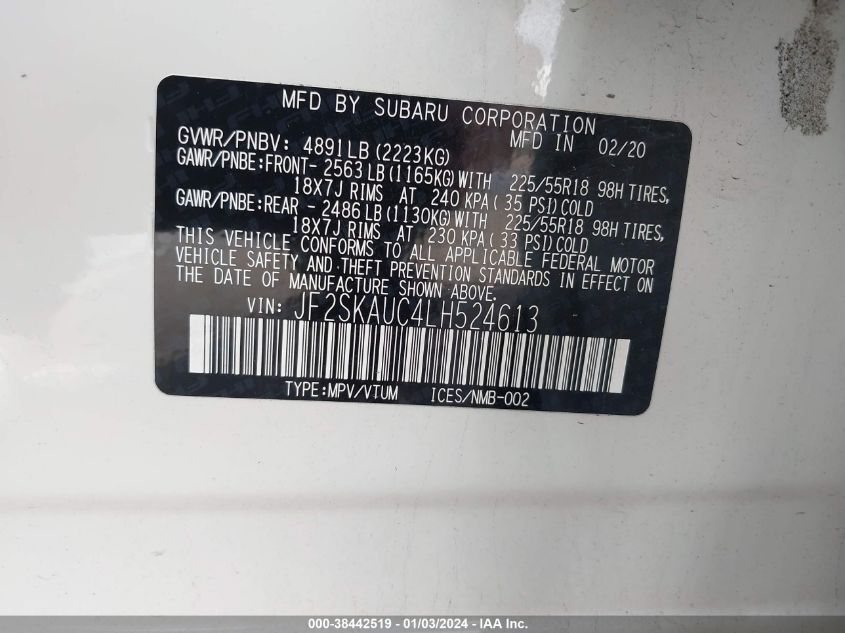 MFD BY SUBARU CORPORATION
MFD IN 02/20
GVWR/PNBV: 4891LB(2223KG)
GAWR/PNBE:FRONT- 2563LB(1165KG)WITH 225/55R18 98H TIRES,
18X7J RIMS AT 240 KPA( 35 PSI)COLD
GAWR/PNBE:REAR - 2486LB(1130KG)WITH 225/55R18 98H TIRES,
18X7J RIMS AT 230 KPA( 33 PSI)COLD
THIS VEHICLE CONFORMS TO ALL APPLICABLE FEDERAL MOTOR
VEHICLE SAFETY AND THEFT PREVENTION STANDARDS IN EFFECT ON
THE DATE OF MANUFACTURE SHOWN ABOVE.
VIN: JF2SKAUC4LH524613
TYPE:MPV/VTUM ICES/NMB-002
000-38442519 - 01/03/2024 - IAA Inc.